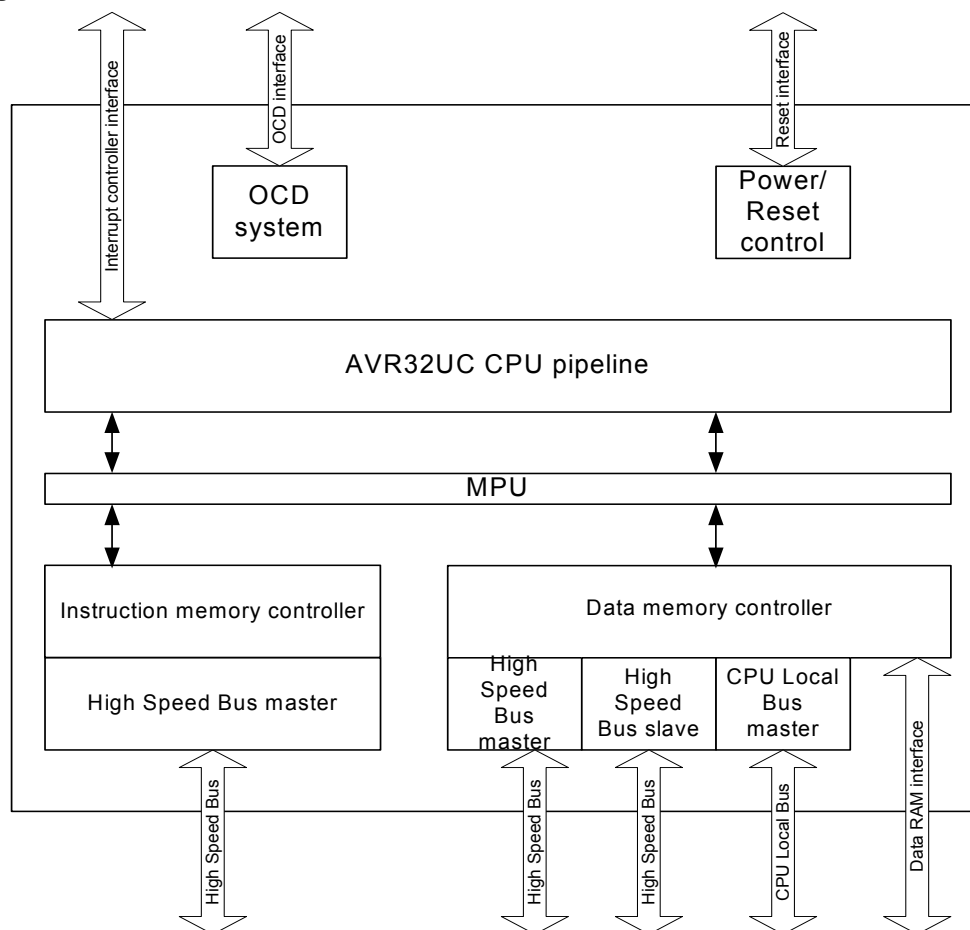 Interrupt controller interface
OCD interface
Reset interface
OCD
system
Power/
Reset
control
AVR32UC CPU pipeline
MPU
Instruction memory controller
Data memory controller
High Speed Bus master
High
Speed
Bus
master
High
Speed
Bus slave
CPU Local
Bus
master
High Speed Bus
High Speed Bus
High Speed Bus
CPU Local Bus
Data RAM interface